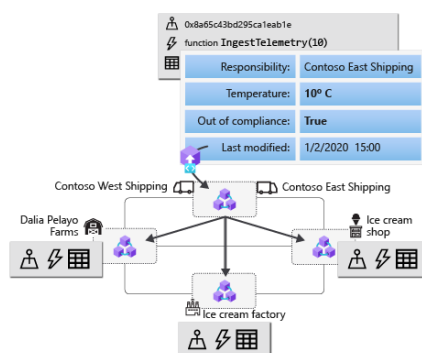 0x8a65c43bd295ca1eab1e
function IngestTelemetry(10)
Responsibility: Contoso East Shipping
Temperature: 10º C
Out of compliance: True
Last modified: 1/2/2020 15:00
Contoso West Shipping
Contoso East Shipping
Dalia Pelayo
Farms
Ice cream
shop
Ice cream factory